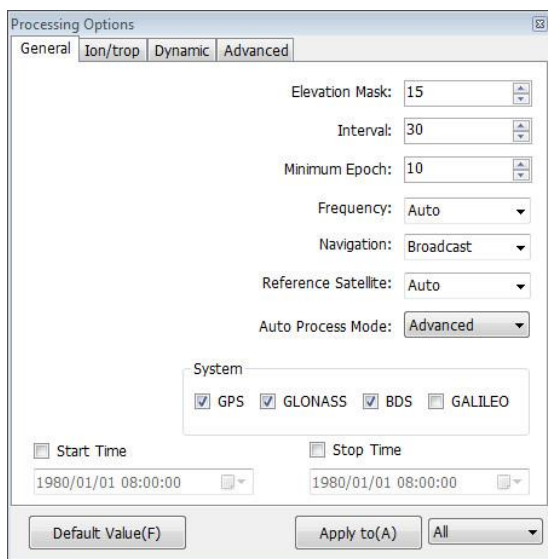 Processing Options
General Ion/trop Dynamic Advanced
Elevation Mask: 15
Interval: 30
Minimum Epoch: 10
Frequency: Auto
Navigation: Broadcast
Reference Satellite: Auto
Auto Process Mode: Advanced
System
GPS GLONASS BDS GALILEO
Start Time Stop Time
1980/01/01 08:00:00 1980/01/01 08:00:00
Default Value(F) Apply to(A) All